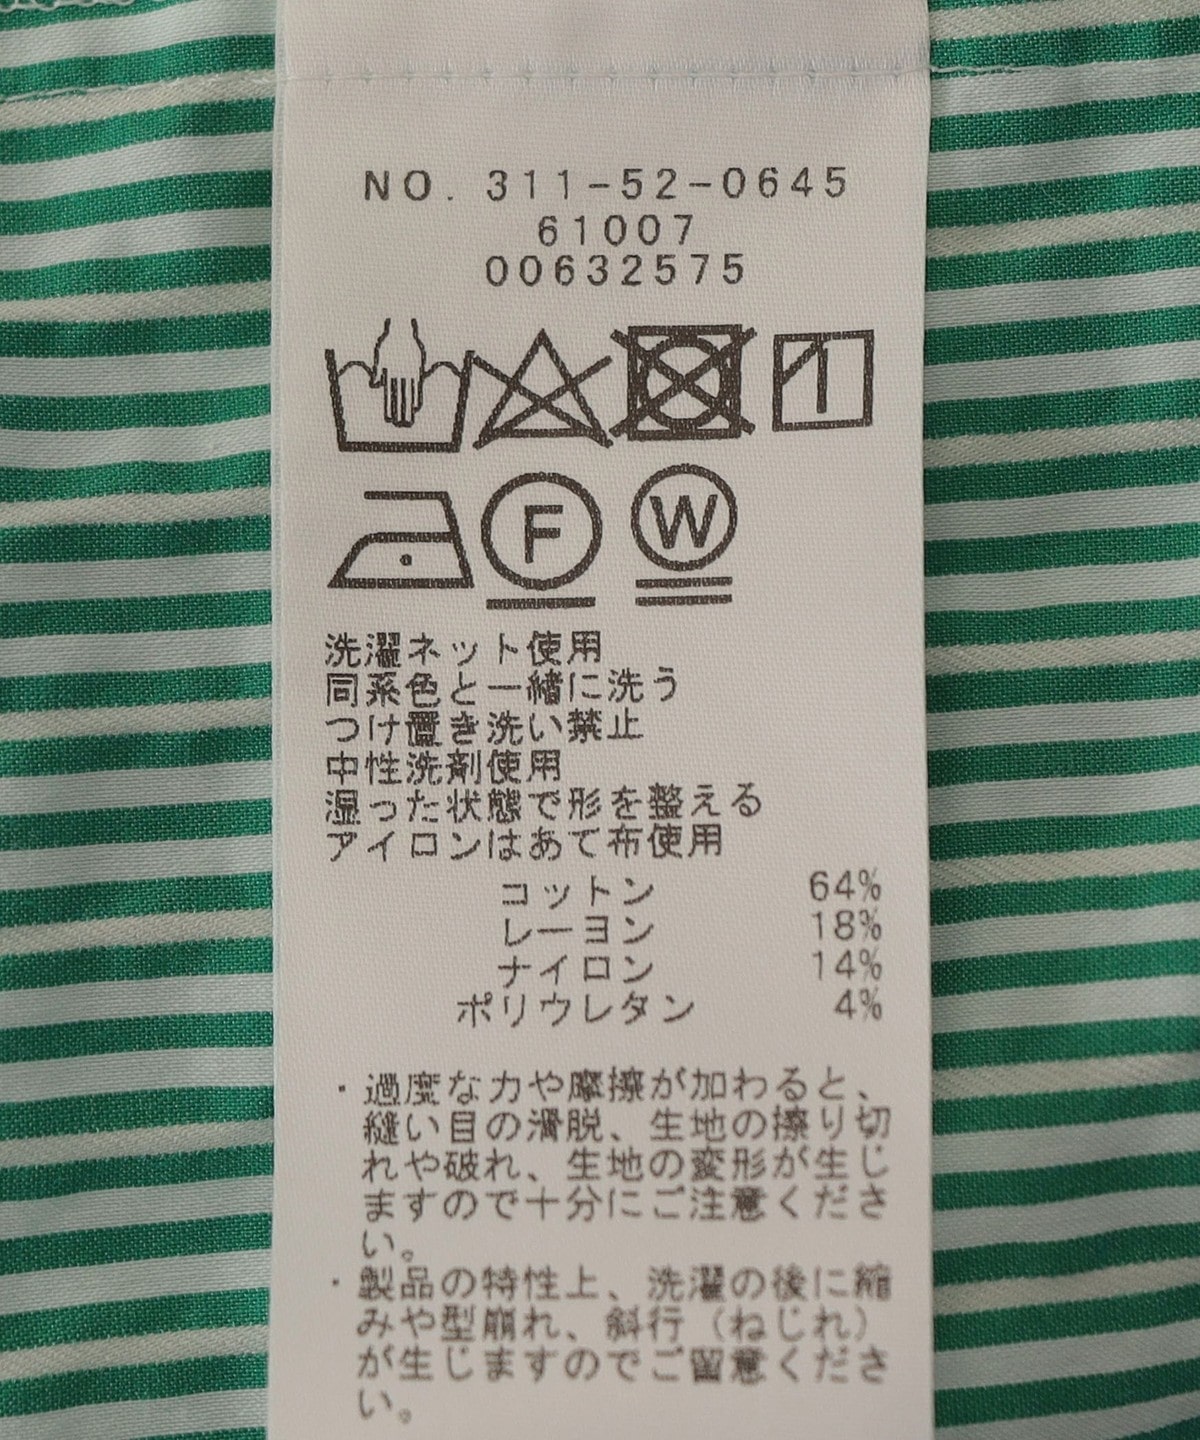 NO. 311-52-0645
61007
00632575
F W
洗濯ネット使用
同系色と一緒に洗う
つけ置き洗い禁止
中性洗剤使用
湿った状態で形を整える
アイロンはあて布使用
コットン 64%
レーヨン 18%
ナイロン 14%
ポリウレタン 4%
・過度な力や摩擦が加わると、
縫い目の滑脱、生地の擦り切
れや破れ、生地の変形が生じ
ますので十分にご注意くださ
い。
・製品の特性上、洗濯の後に縮
みや型崩れ、斜行（ねじれ）
が生じますのでご留意くださ
い。